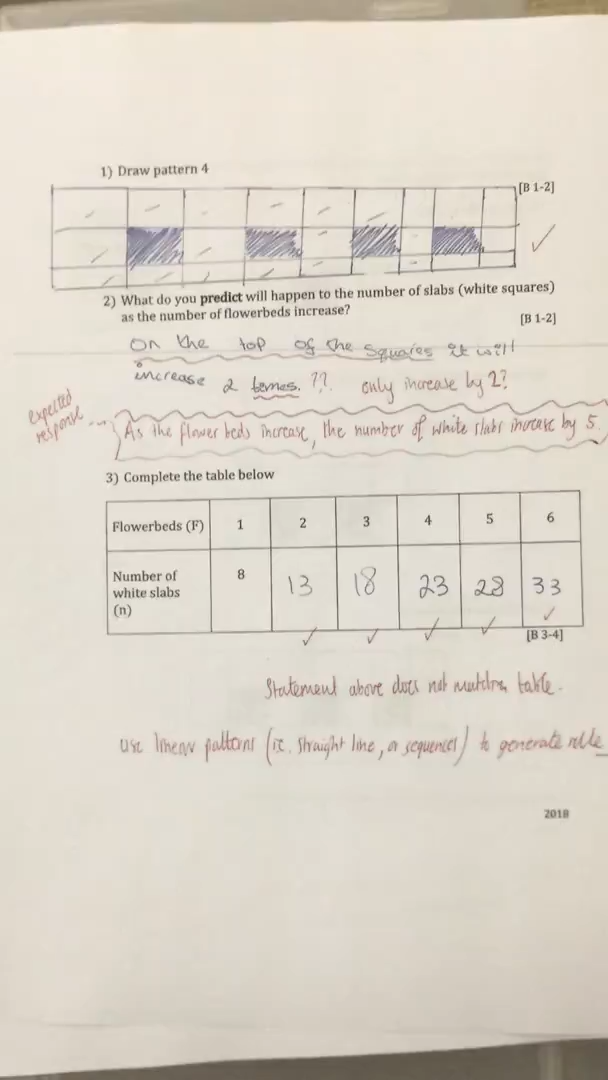 1) Draw pattern 4
[B 1-2]
2) What do you predict will happen to the number of slabs (white squares)
as the number of flowerbeds increase?
[B 1-2]
On the top of the squares it will
increase 2 temes. ?? only increase by 2?
expected
response
As the flower beds increase, the number of white slabs increase by 5.
3) Complete the table below
Flowerbeds (F) 1 2 3 4 5 6
Number of
white slabs
(n)
8 13 18 23 28 33
[B 3-4]
Statement above does not table.
use linear patterns (i.e. straight line, or sequences) to generate rule
2018